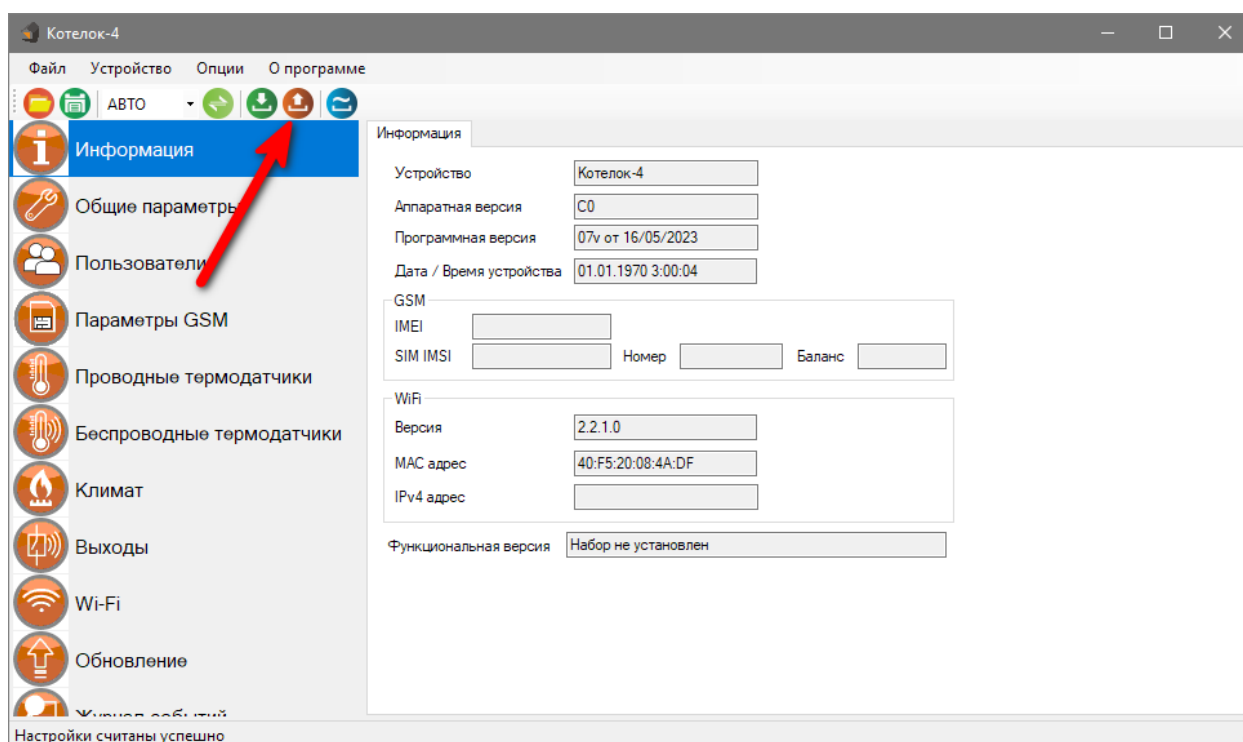 Котелок-4
Файл Устройство Опции О программе
АВТО
Информация
Общие параметры
Пользователи
Параметры GSM
Проводные термодатчики
Беспроводные термодатчики
Климат
Выходы
Wi-Fi
Обновление
Журнал событий
Информация
Устройство Котелок-4
Аппаратная версия C0
Программная версия 07v от 16/05/2023
Дата / Время устройства 01.01.1970 3:00:04
GSM
IMEI
SIM IMSI Номер Баланс
WiFi
Версия 2.2.1.0
MAC адрес 40:F5:20:08:4A:DF
IPv4 адрес
Функциональная версия Набор не установлен
Настройки считаны успешно